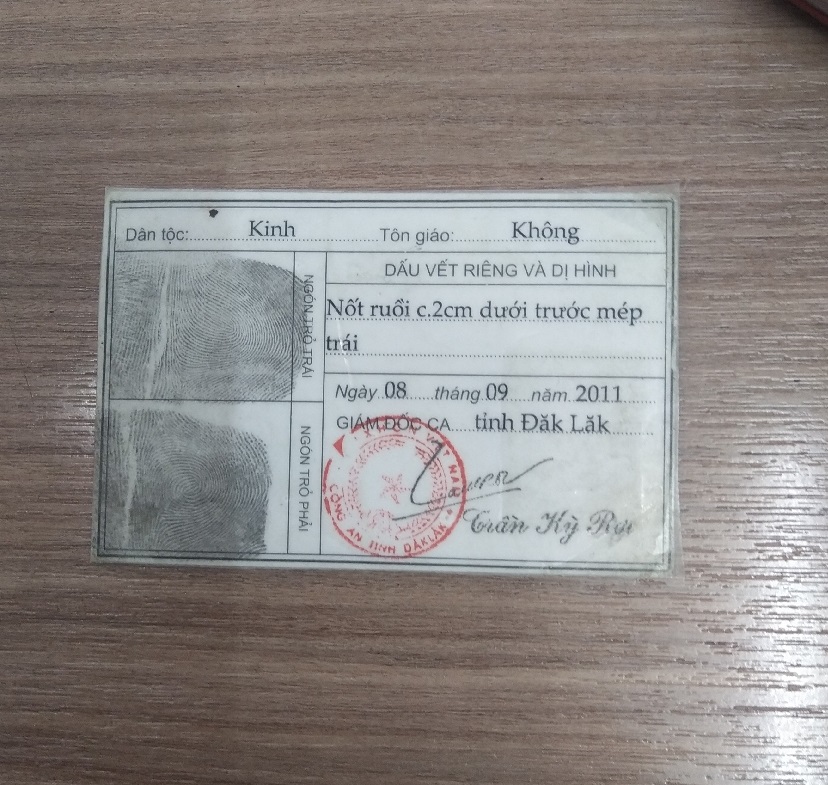 Dân tộc: Kinh Tôn giáo: Không
NGÓN TRỎ TRÁI
DẤU VẾT RIÊNG VÀ DỊ HÌNH
Nốt ruồi c.2cm dưới trước mép
trái
Ngày 08 tháng 09 năm 2011
GIÁM ĐỐC CA tỉnh Đăk Lăk
NGÓN TRỎ PHẢI
CÔNG AN TỈNH ĐĂKLĂK
Trần Kỳ Rơi